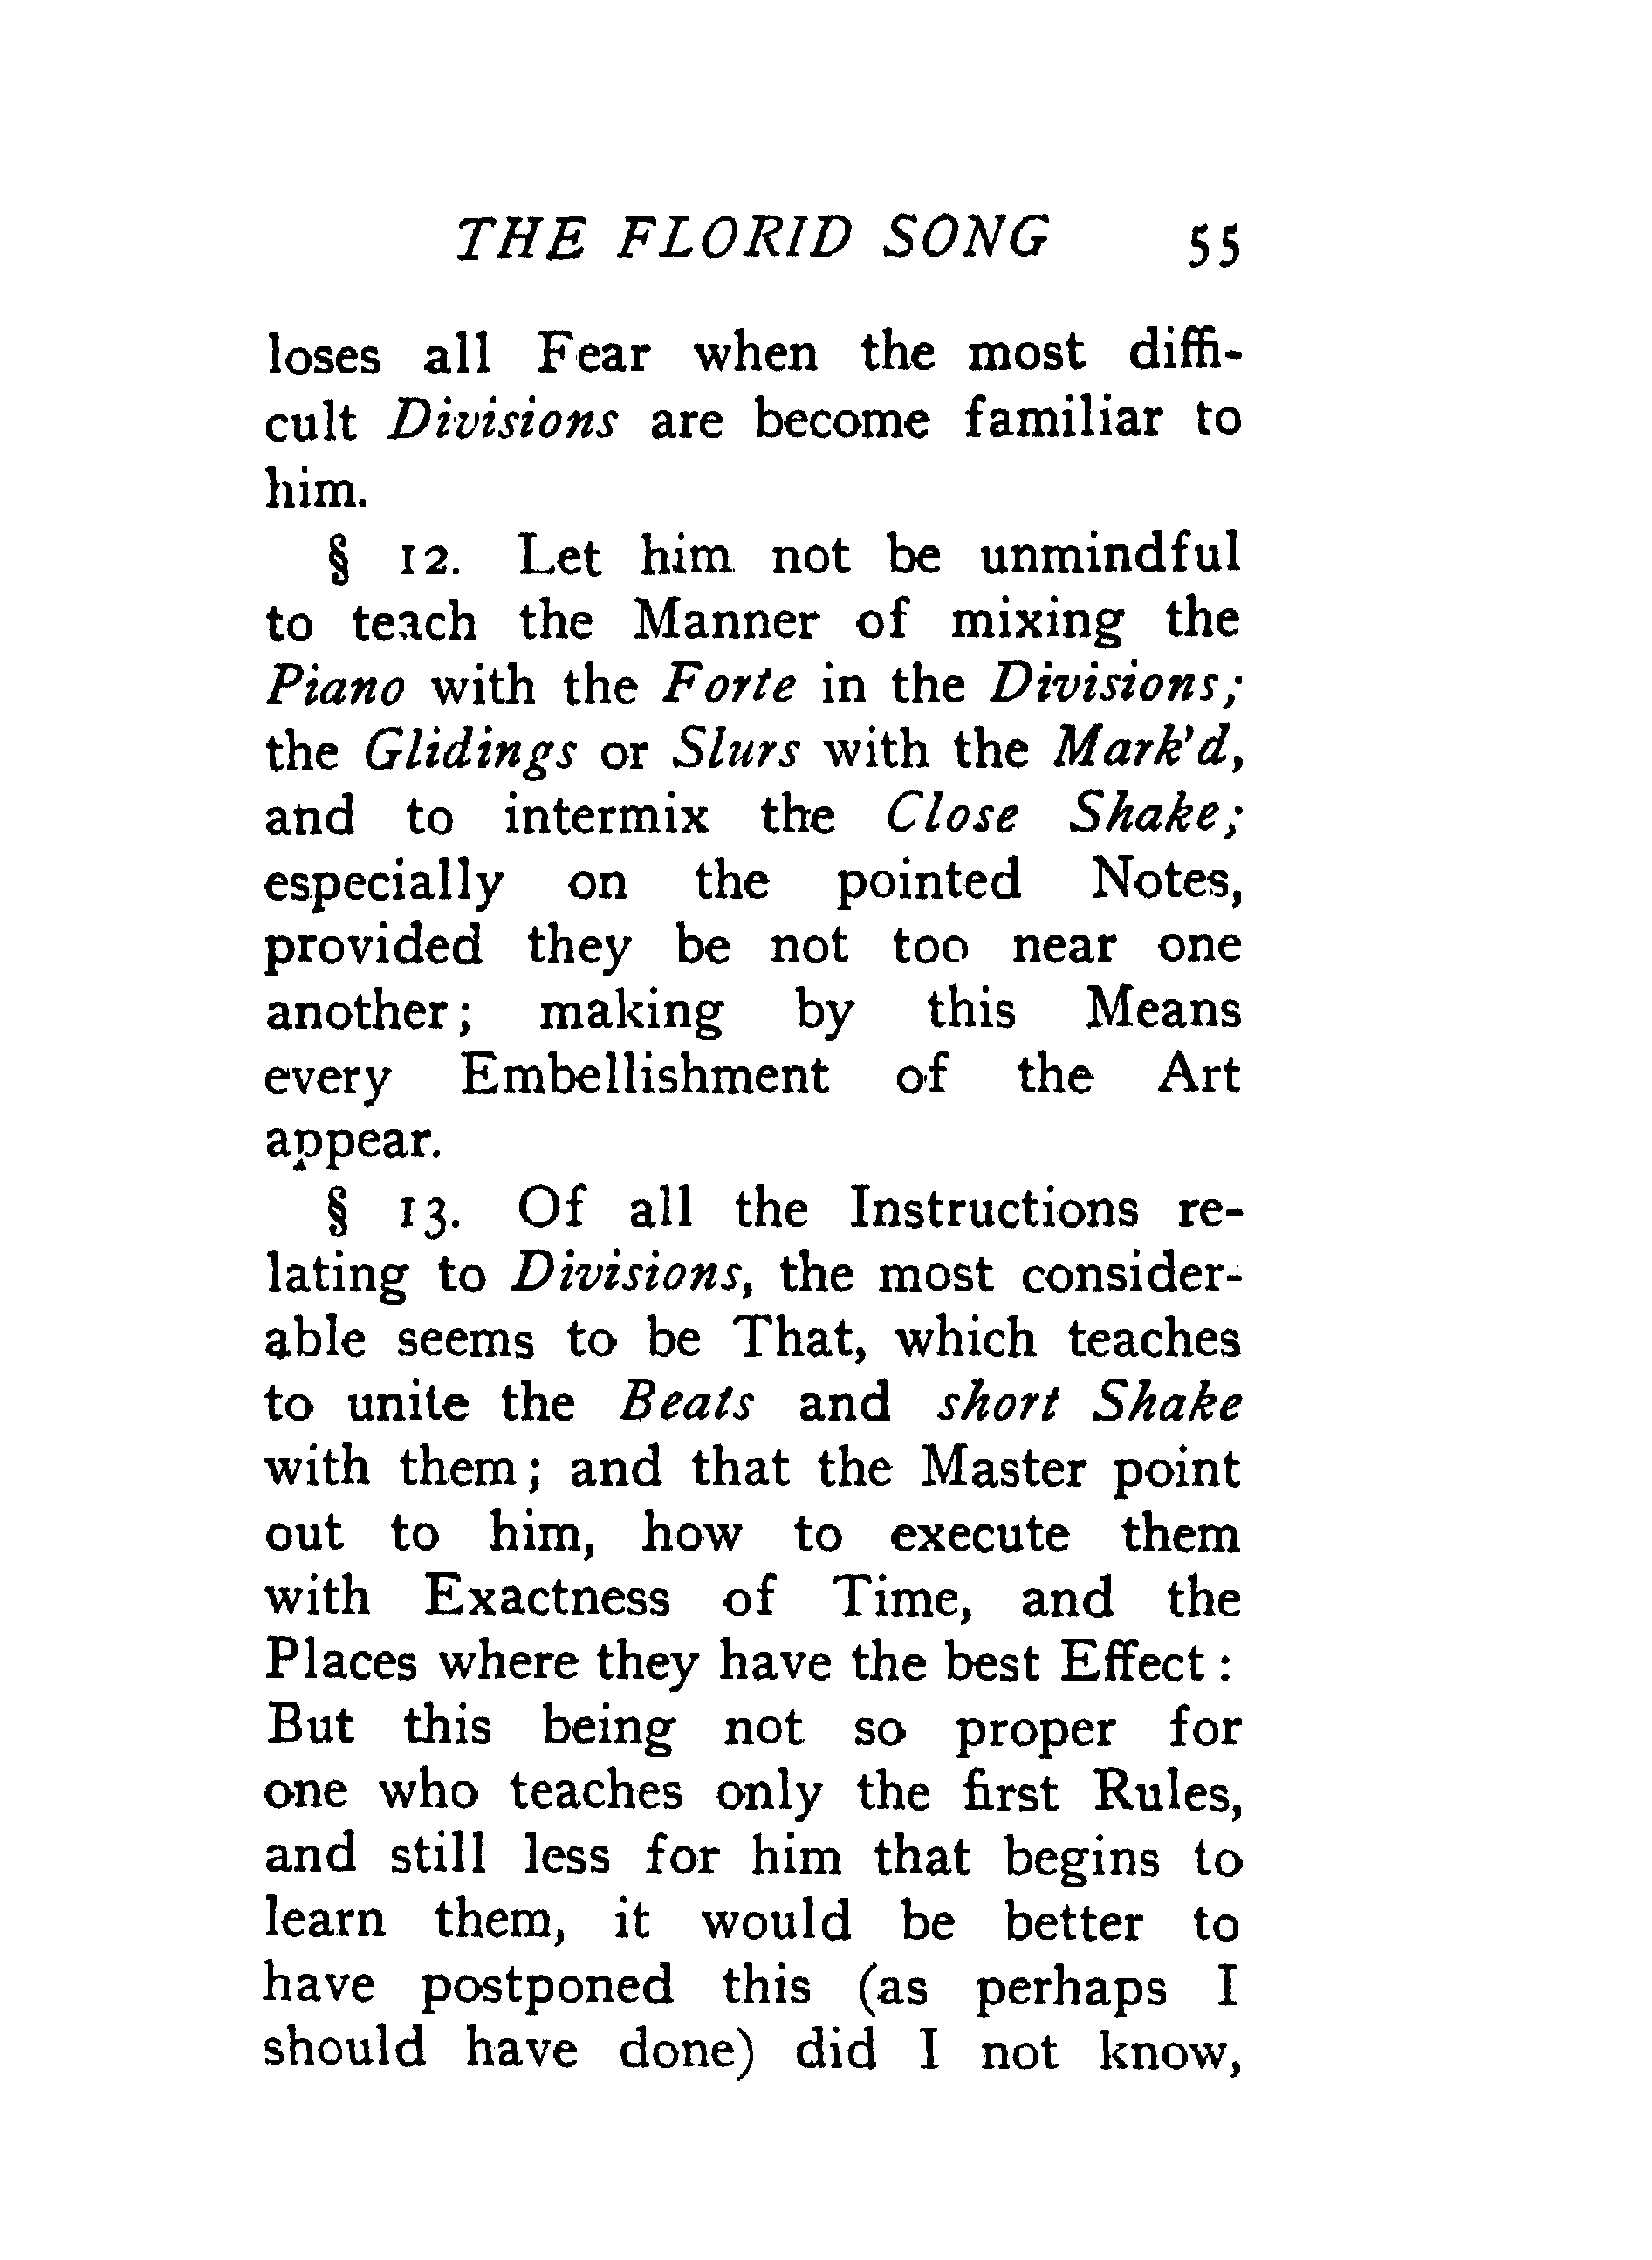 THE FLORID SONG 55
loses all Fear when the most diffi-
cult Divisions are become familiar to
him.
§ 12. Let him not be unmindful
to teach the Manner of mixing the
Piano with the Forte in the Divisions;
the Glidings or Slurs with the Mark'd,
and to intermix the Close Shake;
especially on the pointed Notes,
provided they be not too near one
another; making by this Means
every Embellishment of the Art
appear.
§ 13. Of all the Instructions re-
lating to Divisions, the most consider-
able seems to be That, which teaches
to unite the Beats and short Shake
with them; and that the Master point
out to him, how to execute them
with Exactness of Time, and the
Places where they have the best Effect:
But this being not so proper for
one who teaches only the first Rules,
and still less for him that begins to
learn them, it would be better to
have postponed this (as perhaps I
should have done) did I not know,